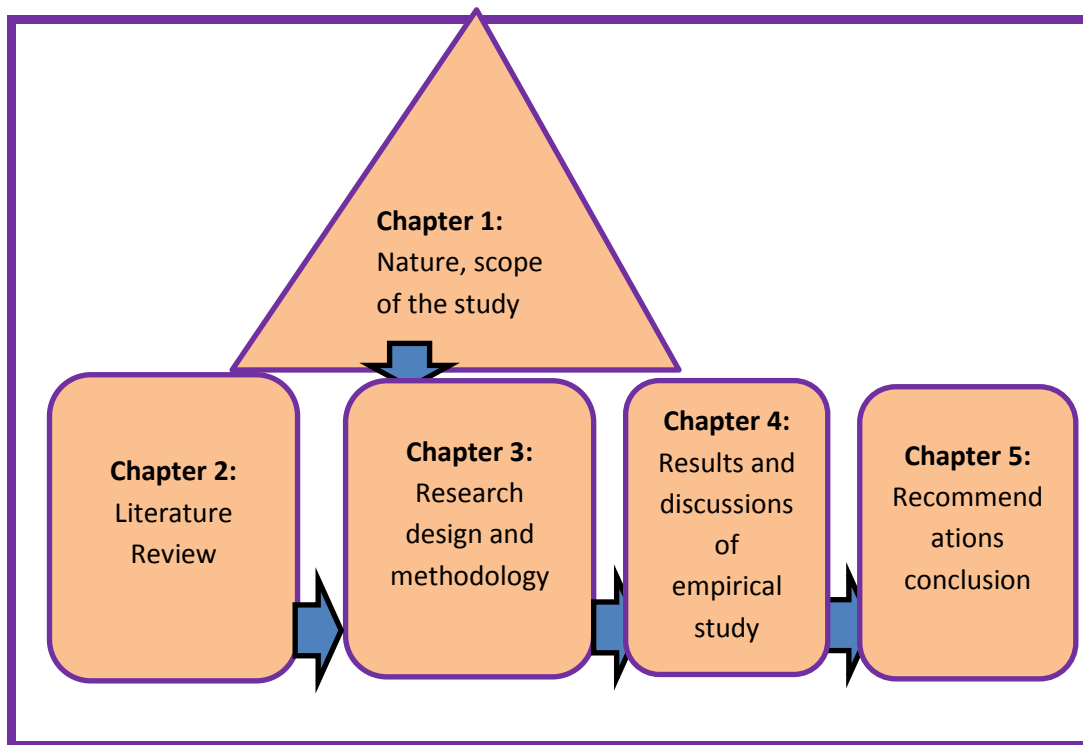 Chapter 1:
Nature, scope
of the study
Chapter 2:
Literature
Review
Chapter 3:
Research
design and
methodology
Chapter 4:
Results and
discussions
of
empirical
study
Chapter 5:
Recommend
ations
conclusion